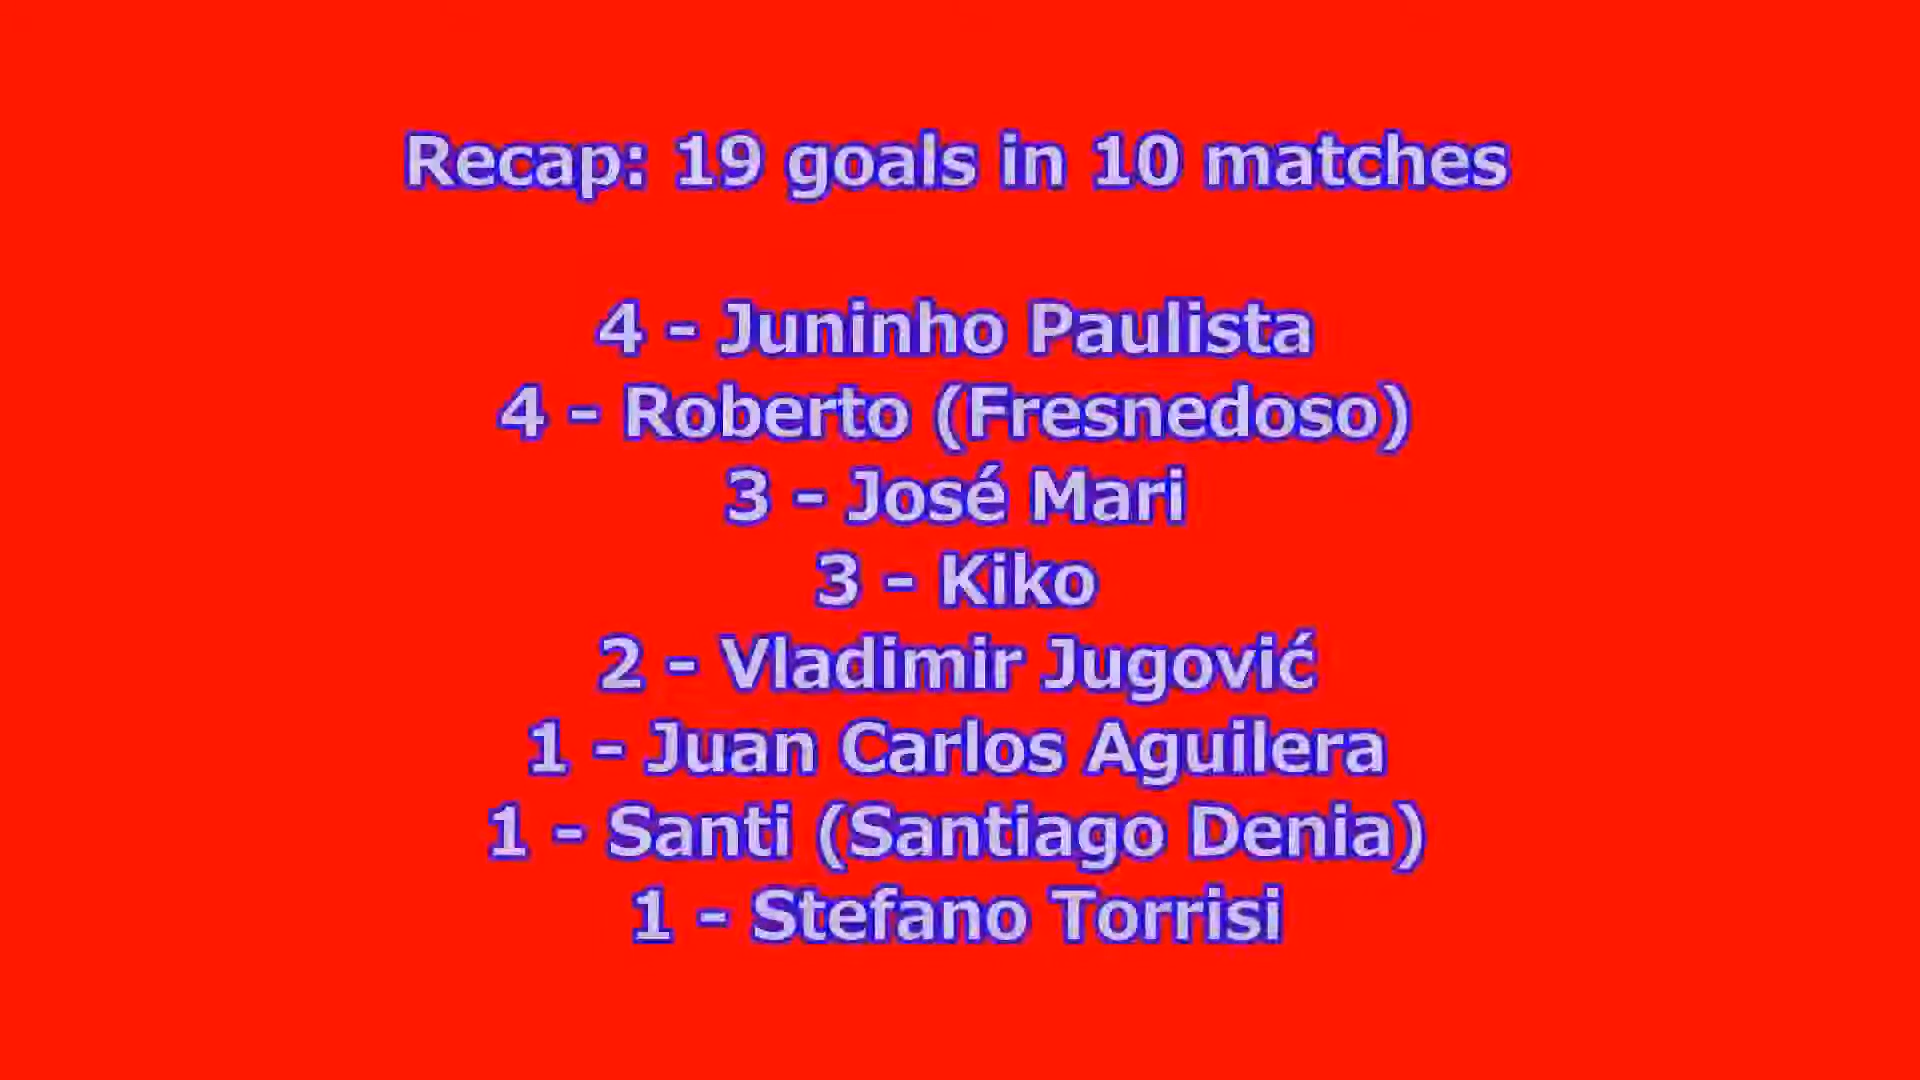 Recap: 19 goals in 10 matches
4 - Juninho Paulista
4 - Roberto (Fresnedoso)
3 - José Mari
3 - Kiko
2 - Vladimir Jugović
1 - Juan Carlos Aguilera
1 - Santi (Santiago Denia)
1 - Stefano Torrisi